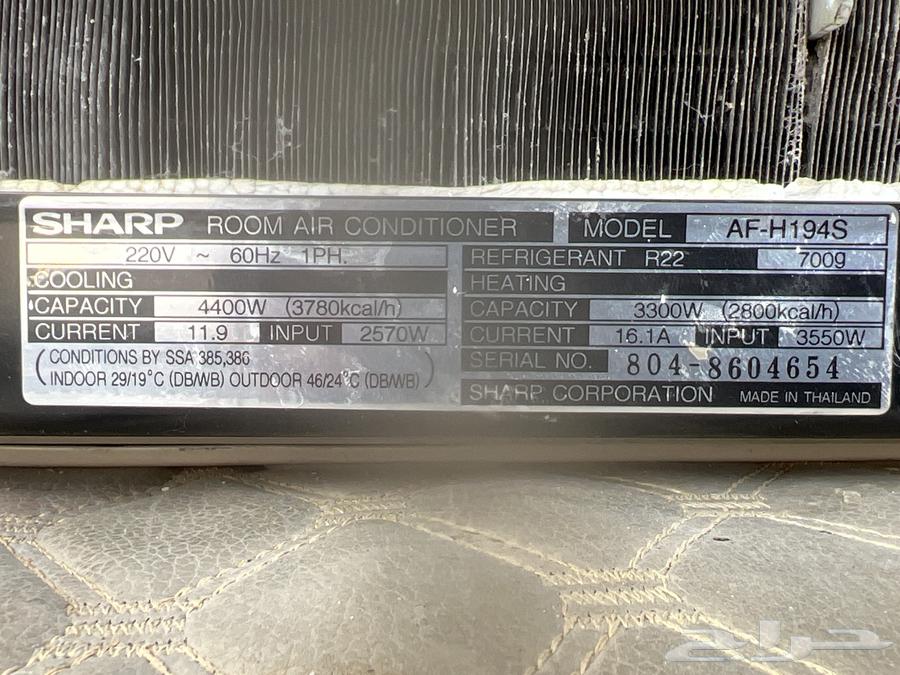 SHARP ROOM AIR CONDITIONER MODEL AF-H194S
220V ~ 60Hz 1PH.
COOLING
CAPACITY 4400W (3780kcal/h)
CURRENT 11.9 INPUT 2570W
(CONDITIONS BY SSA 385,386
INDOOR 29/19°C (DB/WB) OUTDOOR 46/24°C (DB/WB))
REFRIGERANT R22 700g
HEATING
CAPACITY 3300W (2800kcal/h)
CURRENT 16.1A INPUT 3550W
SERIAL NO. 804-8604654
SHARP CORPORATION MADE IN THAILAND
حراج